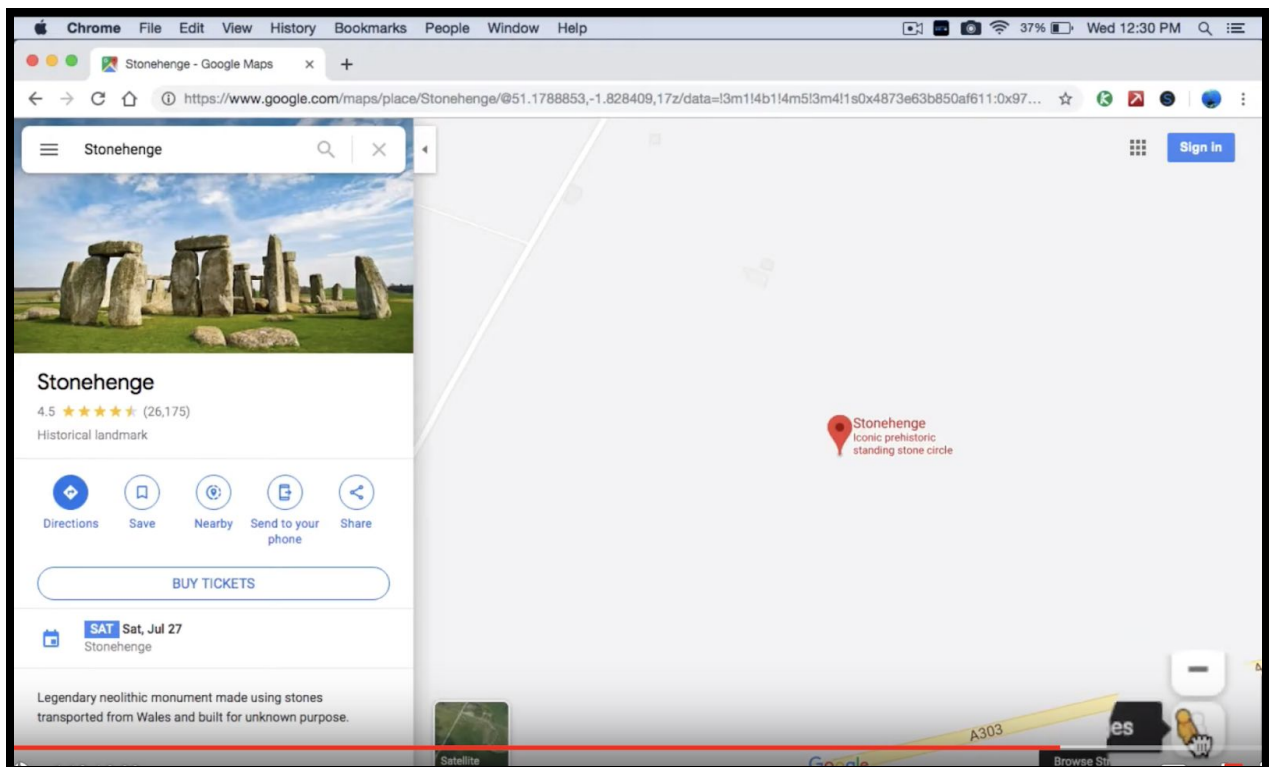 Chrome File Edit View History Bookmarks People Window Help 37% Wed 12:30 PM
Stonehenge - Google Maps
https://www.google.com/maps/place/Stonehenge/@51.1788853,-1.828409,17z/data=!3m1!4b1!4m5!3m4!1s0x4873e63b850af611:0x97...
Stonehenge
Sign in
Stonehenge
4.5 (26,175)
Historical landmark
Directions Save Nearby Send to your phone Share
BUY TICKETS
SAT Sat, Jul 27
Stonehenge
Legendary neolithic monument made using stones
transported from Wales and built for unknown purpose.
Stonehenge
Iconic prehistoric
standing stone circle
A303
es
Satellite
Google
Browse